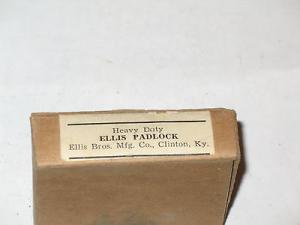 Heavy Duty
ELLIS PADLOCK
Ellis Bros. Mfg. Co., Clinton, Ky.